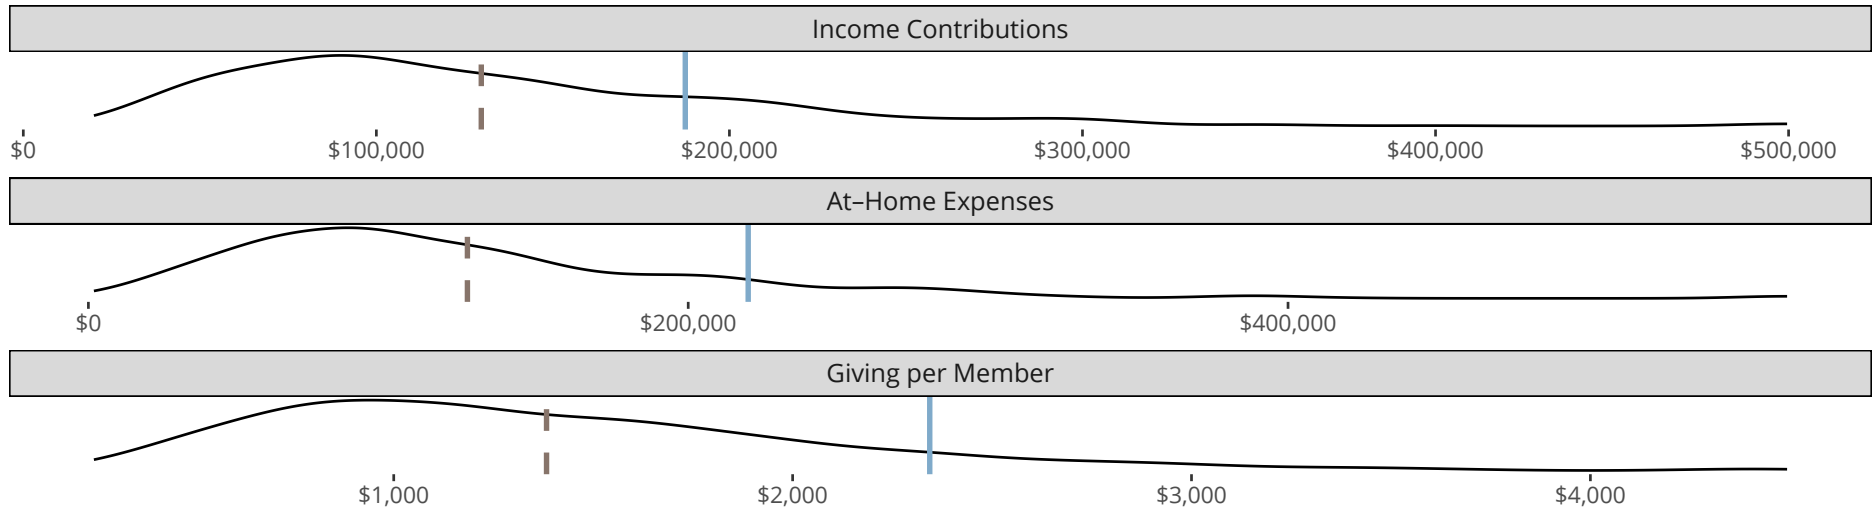 Income Contributions
$0 $100,000 $200,000 $300,000 $400,000 $500,000
At–Home Expenses
$0 $200,000 $400,000
Giving per Member
$1,000 $2,000 $3,000 $4,000